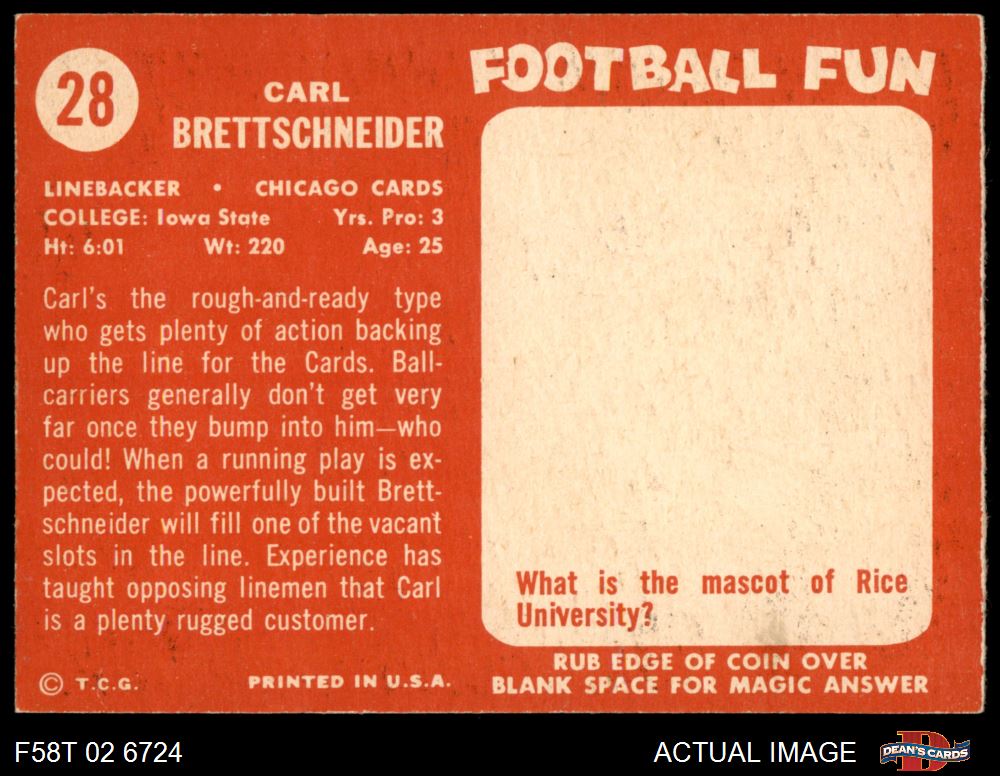 28
CARL
BRETTSCHNEIDER
LINEBACKER • CHICAGO CARDS
COLLEGE: Iowa State Yrs. Pro: 3
Ht: 6:01 Wt: 220 Age: 25
Carl's the rough-and-ready type
who gets plenty of action backing
up the line for the Cards. Ball-
carriers generally don't get very
far once they bump into him—who
could! When a running play is ex-
pected, the powerfully built Brett-
schneider will fill one of the vacant
slots in the line. Experience has
taught opposing linemen that Carl
is a plenty rugged customer.
© T.C.G. PRINTED IN U.S.A.
FOOTBALL FUN
What is the mascot of Rice
University?
RUB EDGE OF COIN OVER
BLANK SPACE FOR MAGIC ANSWER
F58T 02 6724
ACTUAL IMAGE
D
DEAN'S CARDS